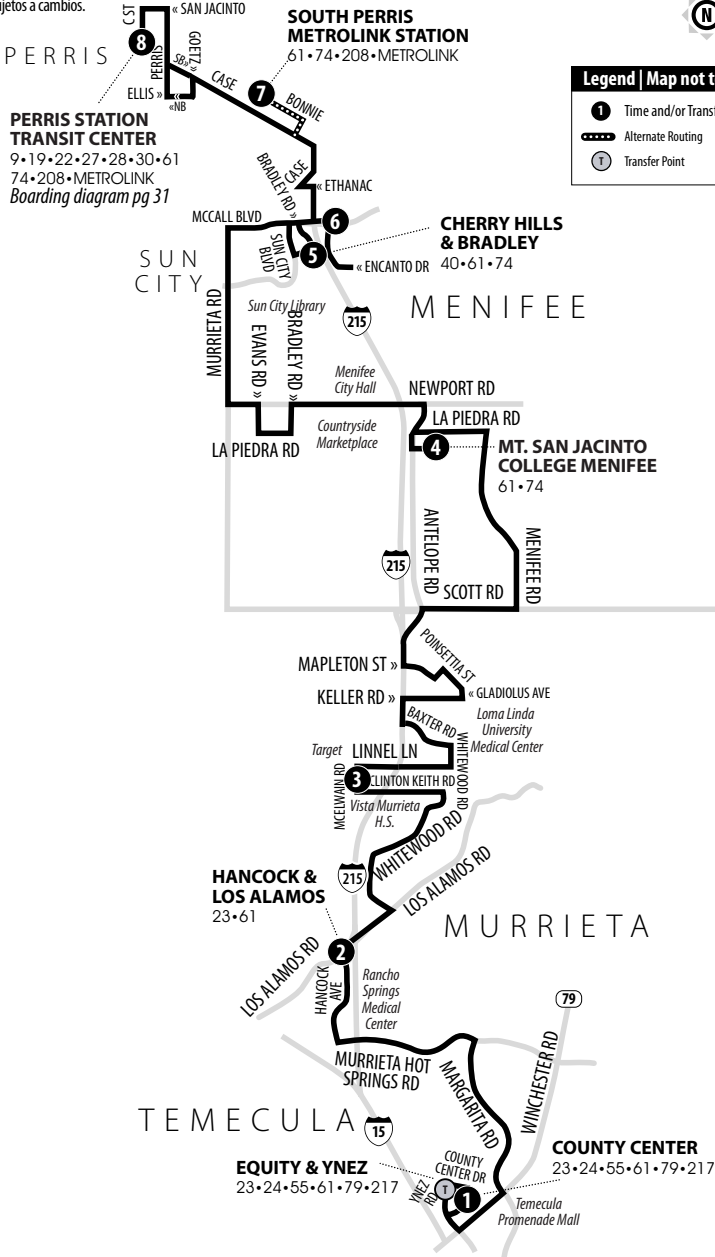 ujetos a cambios.
C ST
« SAN JACINTO
N
PERRIS
8
PERRIS
GOETZ »
SB»
CASE
SOUTH PERRIS
METROLINK STATION
61•74•208•METROLINK
7
BONNIE
ELLIS »
«NB
Legend | Map not t
1 Time and/or Transf
Alternate Routing
T Transfer Point
PERRIS STATION
TRANSIT CENTER
9•19•22•27•28•30•61
74•208•METROLINK
Boarding diagram pg 31
CASE
BRADLEY RD »
« ETHANAC
MCCALL BLVD
6
CHERRY HILLS
& BRADLEY
40•61•74
SUN CITY
BLVD
5
« ENCANTO DR
SUN
CITY
MENIFEE
Sun City Library
215
MURRIETA RD
EVANS RD »
BRADLEY RD »
Menifee
City Hall
NEWPORT RD
LA PIEDRA RD
Countryside
Marketplace
LA PIEDRA RD
4
MT. SAN JACINTO
COLLEGE MENIFEE
61•74
ANTELOPE RD
MENIFEE RD
215
SCOTT RD
MAPLETON ST »
POINSETTIA ST
KELLER RD »
« GLADIOLUS AVE
BAXTER RD
Loma Linda
University
Medical Center
WHITEWOOD RD
Target
LINNEL LN
MCELWAIN RD
3
CLINTON KEITH RD
Vista Murrieta
H.S.
WHITEWOOD RD
215
LOS ALAMOS RD
HANCOCK &
LOS ALAMOS
23•61
MURRIETA
2
LOS ALAMOS RD
HANCOCK
AVE
Rancho
Springs
Medical
Center
79
MURRIETA HOT
SPRINGS RD
MARGARITA RD
WINCHESTER RD
TEMECULA
15
EQUITY & YNEZ
23•24•55•61•79•217
COUNTY
CENTER DR
COUNTY CENTER
23•24•55•61•79•217
T
YNEZ
RD
1
Temecula
Promenade Mall